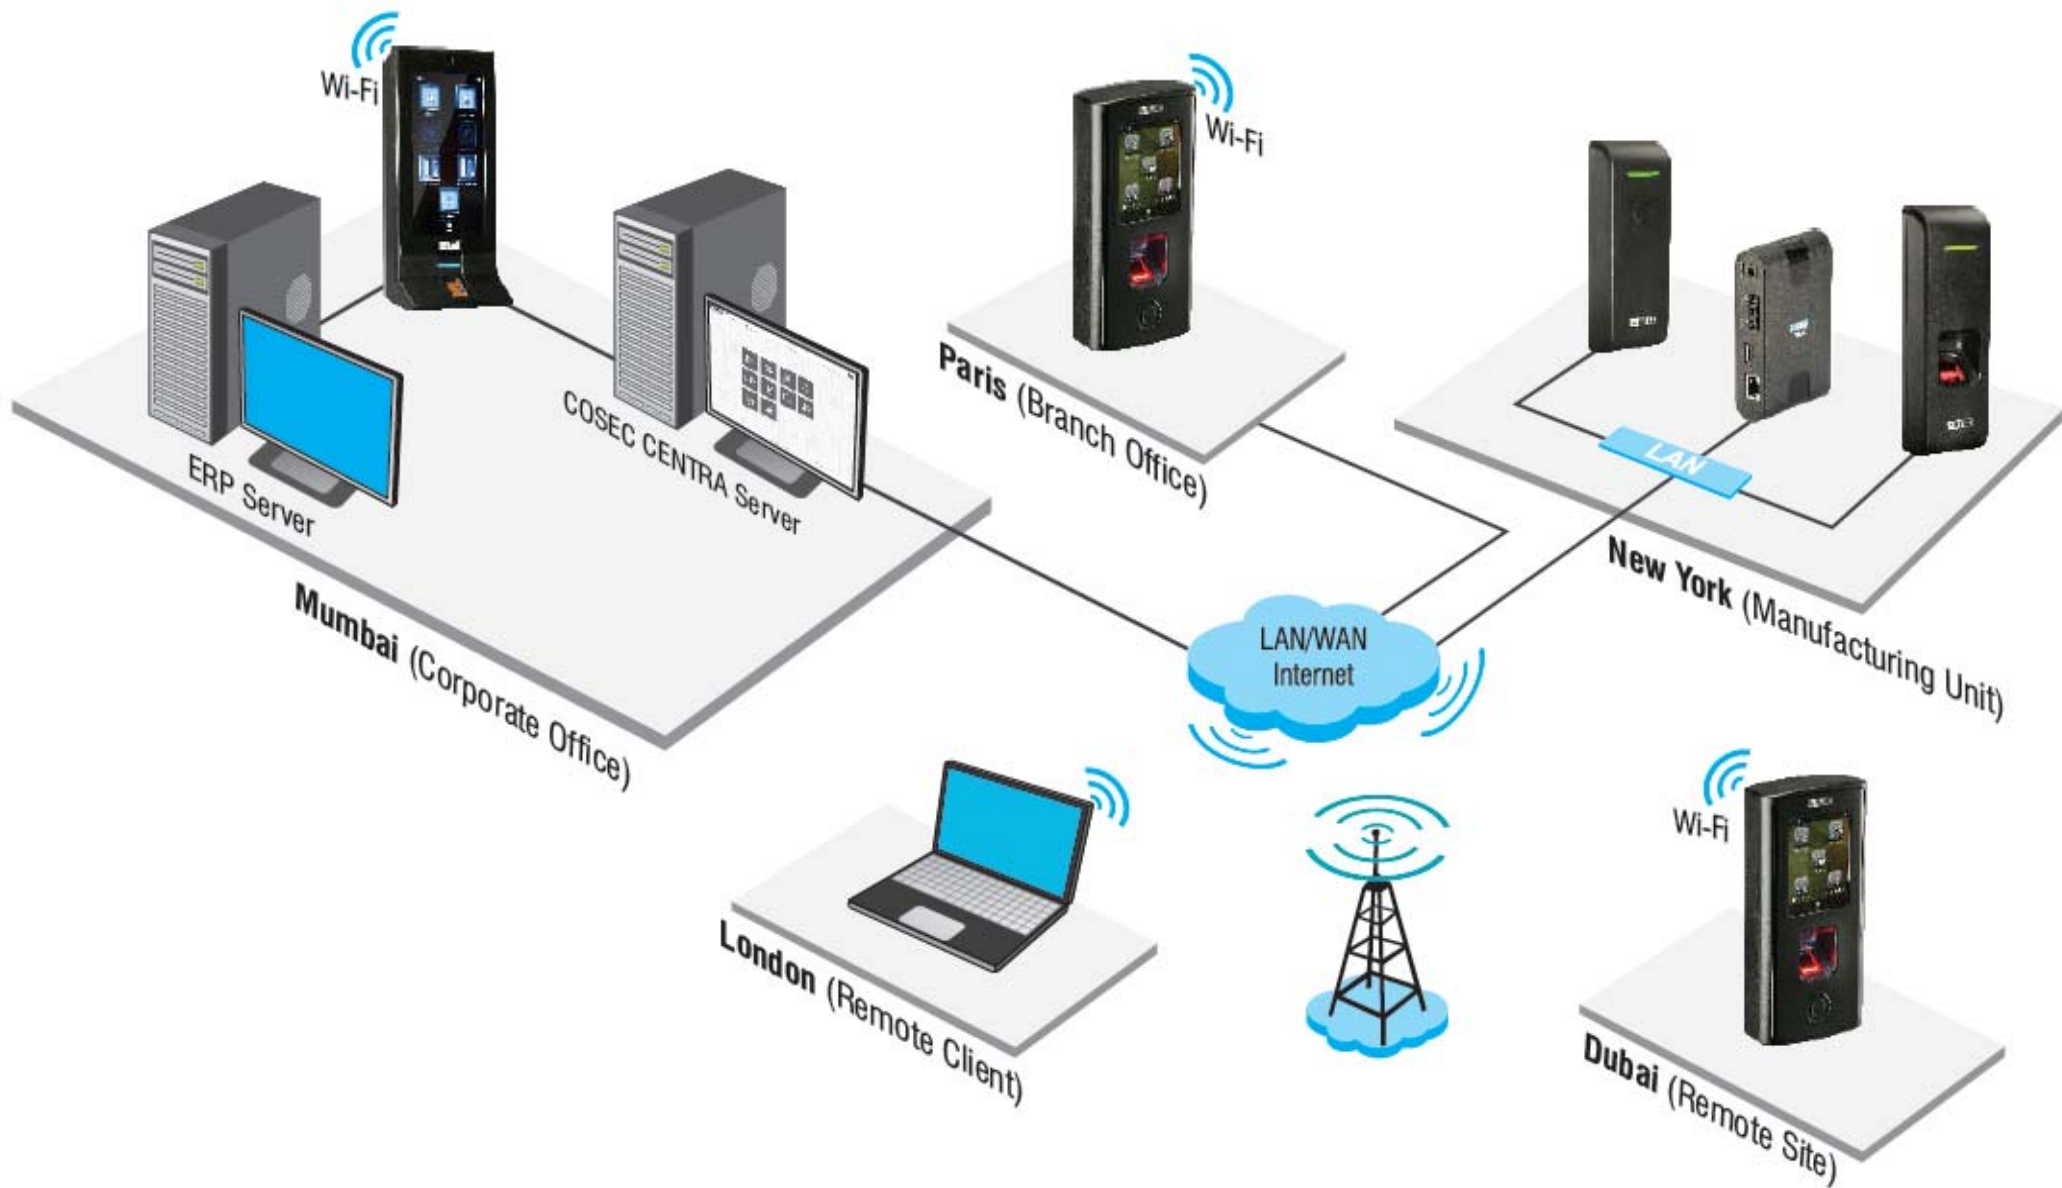 Wi-Fi
Wi-Fi
ERP Server
COSEC CENTRA Server
Mumbai (Corporate Office)
Paris (Branch Office)
LAN
New York (Manufacturing Unit)
LAN/WAN
Internet
London (Remote Client)
Wi-Fi
Dubai (Remote Site)